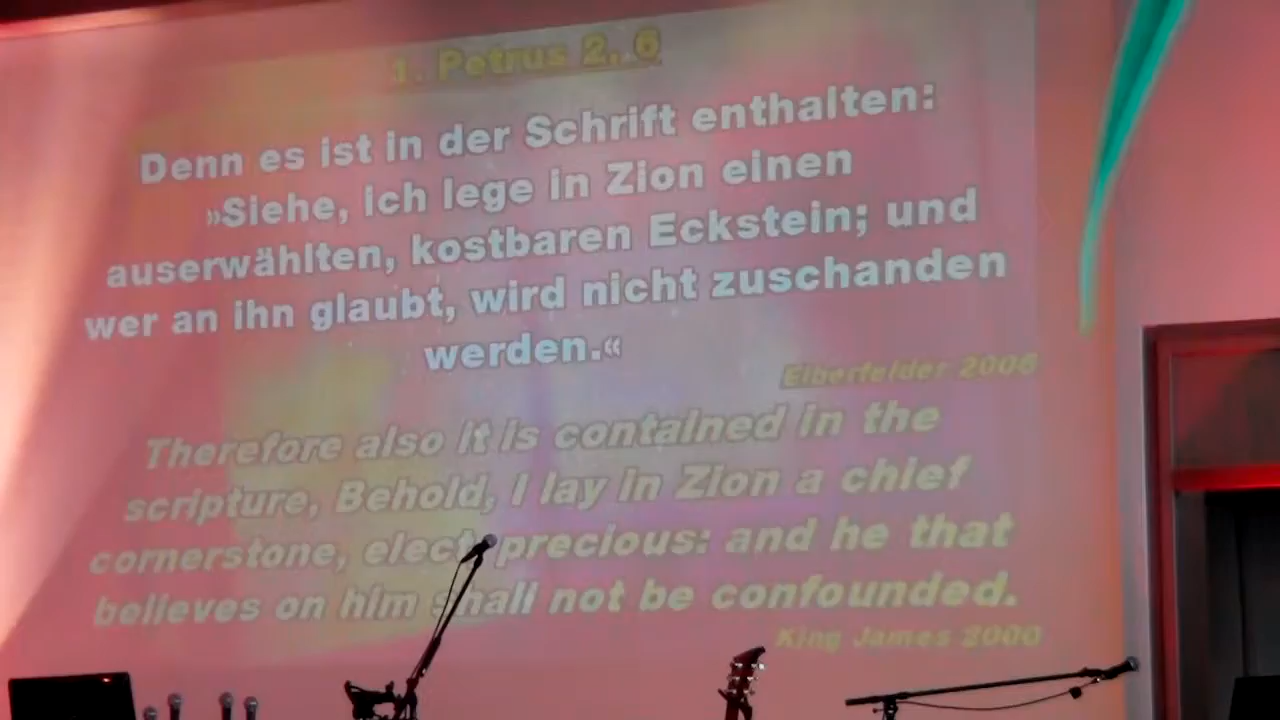 1. Petrus 2, 6
Denn es ist in der Schrift enthalten:
»Siehe, ich lege in Zion einen
auserwählten, kostbaren Eckstein; und
wer an ihn glaubt, wird nicht zuschanden
werden.«
Elberfelder 2006
Therefore also it is contained in the
scripture, Behold, I lay in Zion a chief
cornerstone, elect, precious: and he that
believes on him shall not be confounded.
King James 2000